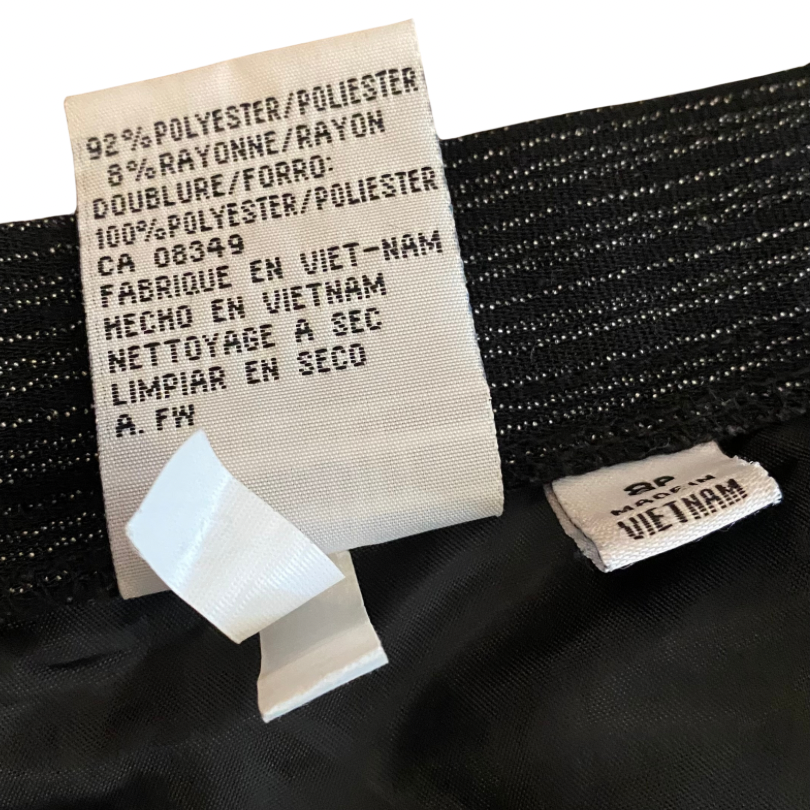 92%POLYESTER/POLIESTER
8%RAYONNE/RAYON
DOUBLURE/FORRO:
100%POLYESTER/POLIESTER
CA 08349
FABRIQUE EN VIET-NAM
HECHO EN VIETNAM
NETTOYAGE A SEC
LIMPIAR EN SECO
A. FW
8P
MADE IN
VIETNAM